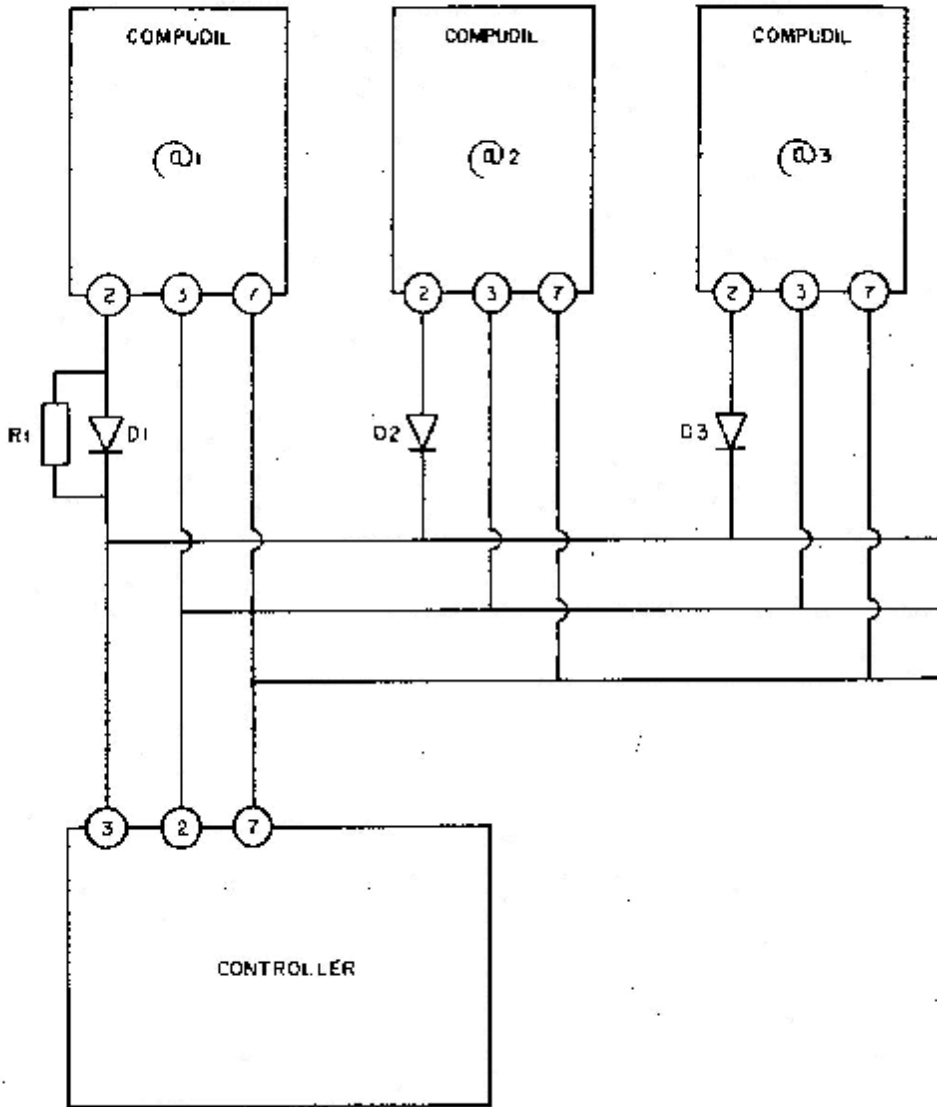 COMPUDIL COMPUDIL COMPUDIL
@1 @2 @3
2 3 7 2 3 7 2 3 7
R1 D1 D2 D3
3 2 7
CONTROLLER